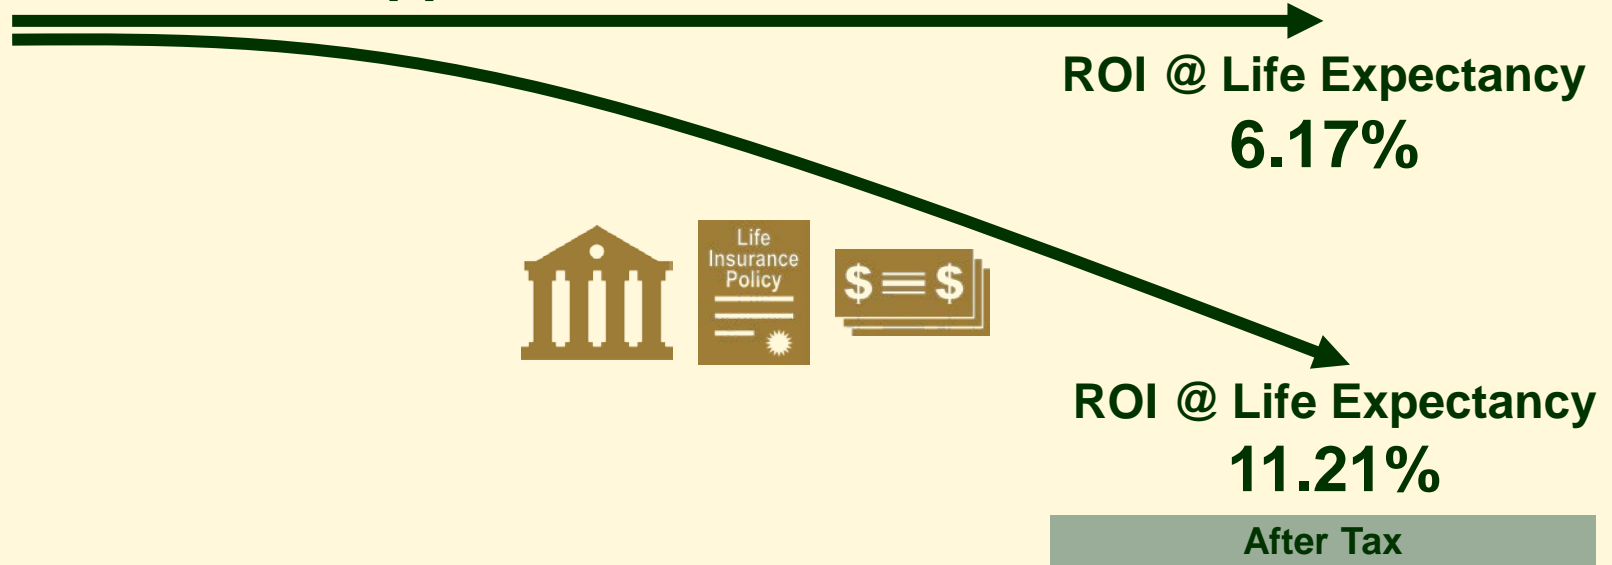 ROI @ Life Expectancy
6.17%
Life
Insurance
Policy
$ $
ROI @ Life Expectancy
11.21%
After Tax